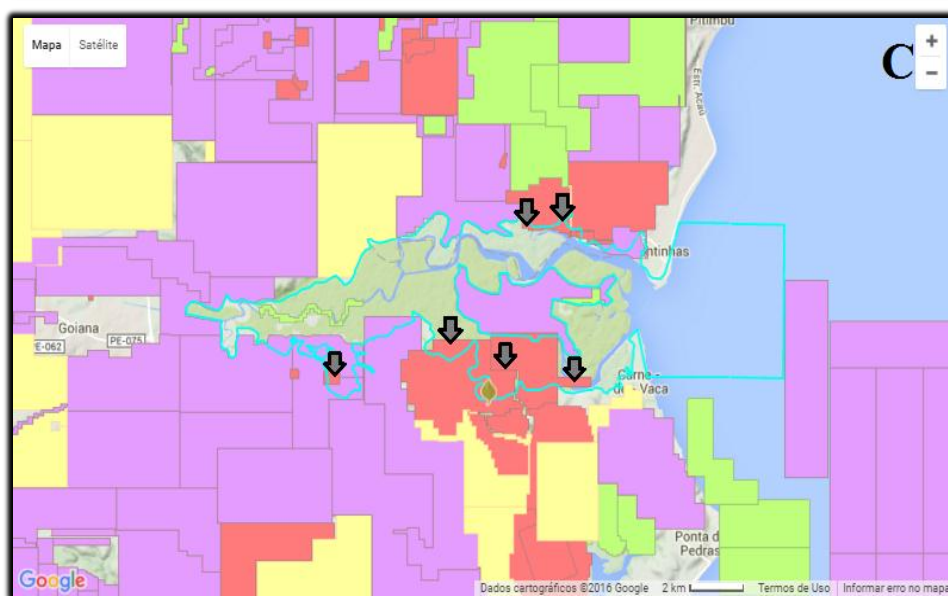 Pitimbu
Mapa
Satélite
C
+
−
Estr. Acaú
ntinhas
Goiana
PE-075
PE-062
Carne -
de - Vaca
Ponta d
Pedras
Google
Dados cartográficos ©2016 Google
2 km
Termos de Uso
Informar erro no mapa